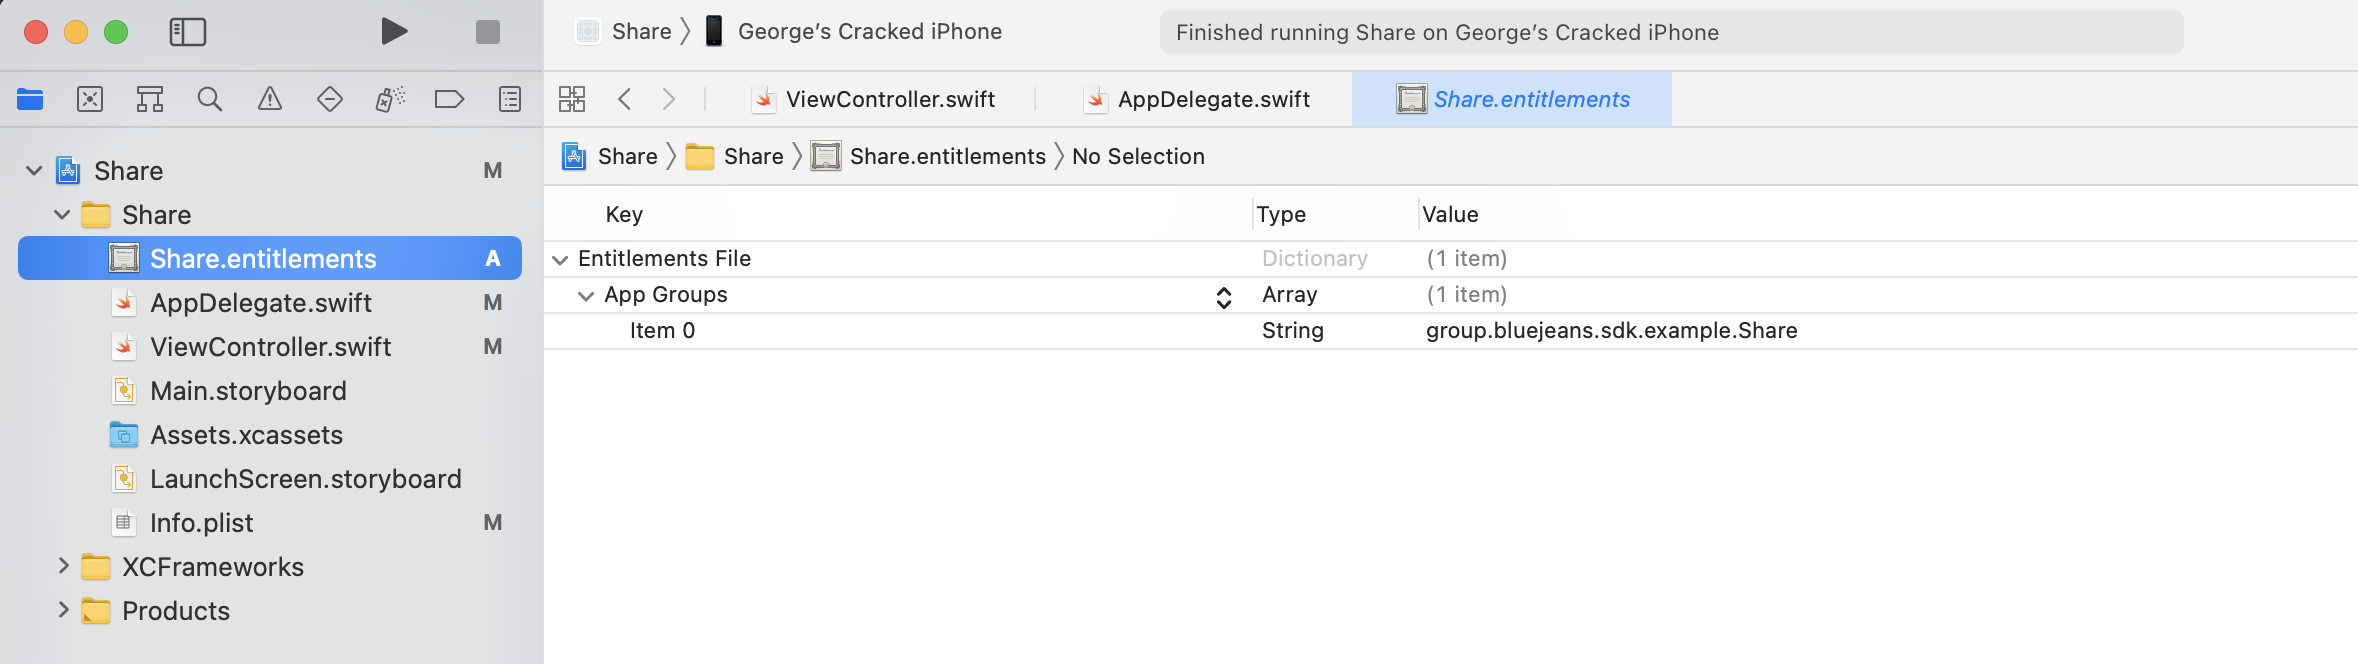 Share 〉 George’s Cracked iPhone
Finished running Share on George’s Cracked iPhone
ViewController.swift
AppDelegate.swift
Share.entitlements
Share 〉 Share 〉 Share.entitlements 〉 No Selection
Share M
Share
Share.entitlements A
AppDelegate.swift M
ViewController.swift M
Main.storyboard
Assets.xcassets
LaunchScreen.storyboard
Info.plist M
XCFrameworks
Products
Key Type Value
Entitlements File Dictionary (1 item)
App Groups Array (1 item)
Item 0 String group.bluejeans.sdk.example.Share